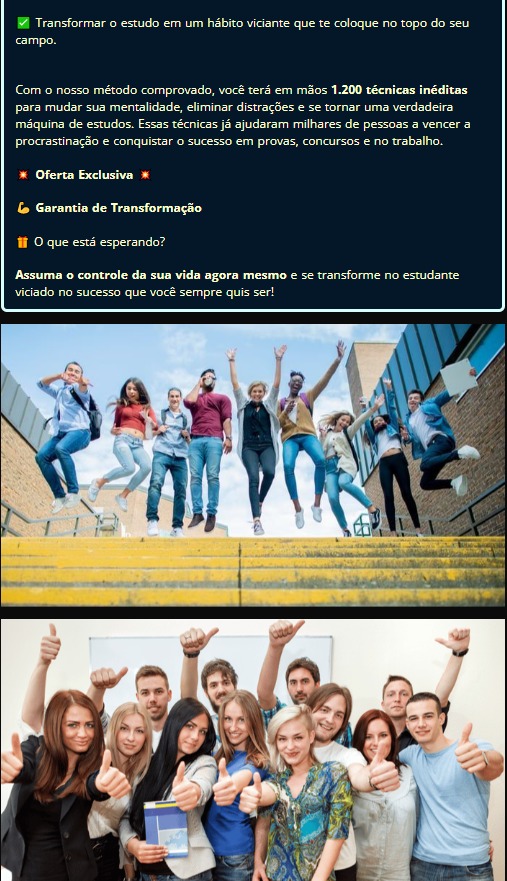 ✅ Transformar o estudo em um hábito viciante que te coloque no topo do seu
campo.
Com o nosso método comprovado, você terá em mãos 1.200 técnicas inéditas
para mudar sua mentalidade, eliminar distrações e se tornar uma verdadeira
máquina de estudos. Essas técnicas já ajudaram milhares de pessoas a vencer a
procrastinação e conquistar o sucesso em provas, concursos e no trabalho.
💥 Oferta Exclusiva 💥
💪 Garantia de Transformação
🎁 O que está esperando?
Assuma o controle da sua vida agora mesmo e se transforme no estudante
viciado no sucesso que você sempre quis ser!